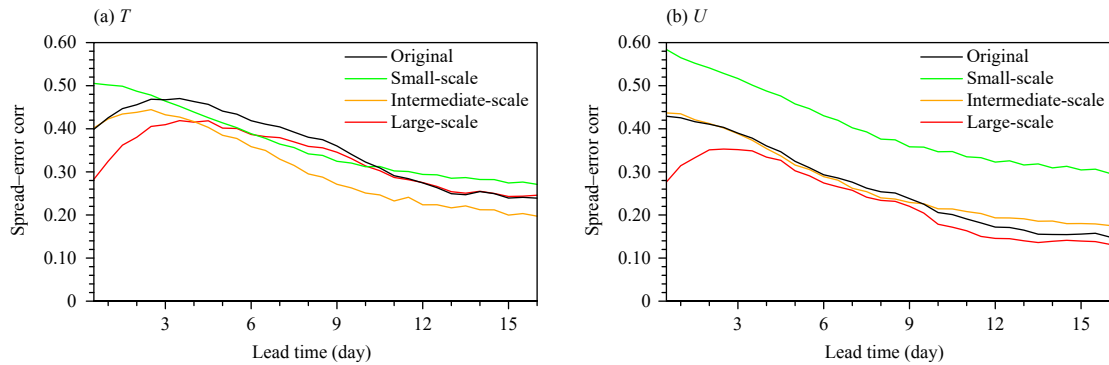 (a) T
0.60
0.50
0.40
0.30
0.20
0.10
0
Spread–error corr
Original
Small-scale
Intermediate-scale
Large-scale
3 6 9 12 15
Lead time (day)
(b) U
0.60
0.50
0.40
0.30
0.20
0.10
0
Spread–error corr
Original
Small-scale
Intermediate-scale
Large-scale
3 6 9 12 15
Lead time (day)